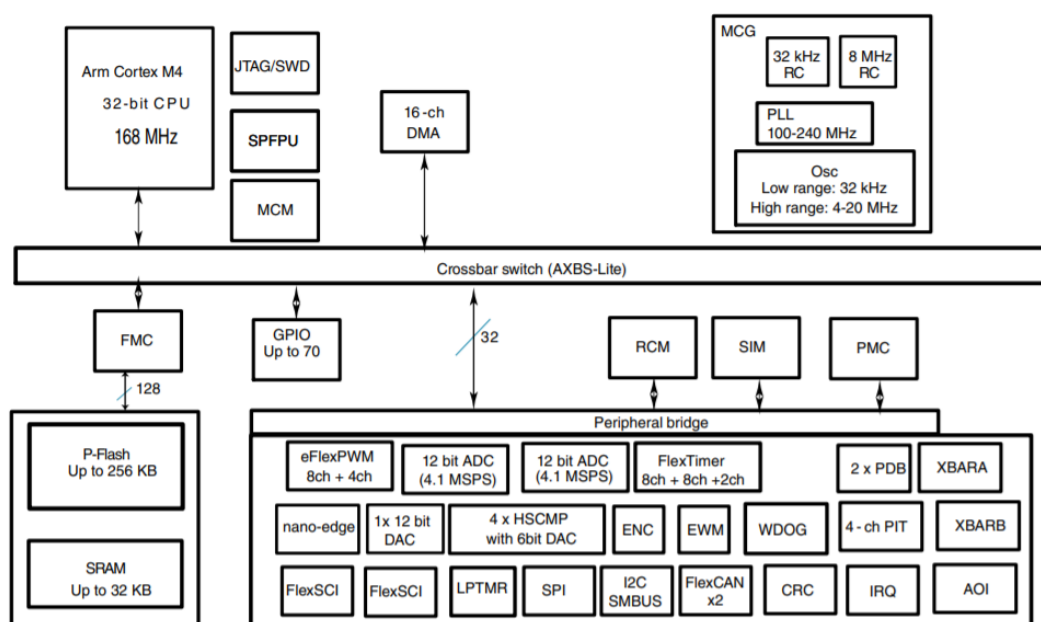 Arm Cortex M4
32-bit CPU
168 MHz
JTAG/SWD
SPFPU
MCM
16-ch
DMA
MCG
32 kHz
RC
8 MHz
RC
PLL
100-240 MHz
Osc
Low range: 32 kHz
High range: 4-20 MHz
Crossbar switch (AXBS-Lite)
FMC
GPIO
Up to 70
32
RCM
SIM
PMC
128
Peripheral bridge
P-Flash
Up to 256 KB
SRAM
Up to 32 KB
eFlexPWM
8ch + 4ch
12 bit ADC
(4.1 MSPS)
12 bit ADC
(4.1 MSPS)
FlexTimer
8ch + 8ch +2ch
2 x PDB
XBARA
nano-edge
1x 12 bit
DAC
4 x HSCMP
with 6bit DAC
ENC
EWM
WDOG
4-ch PIT
XBARB
FlexSCI
FlexSCI
LPTMR
SPI
I2C
SMBUS
FlexCAN
x2
CRC
IRQ
AOI